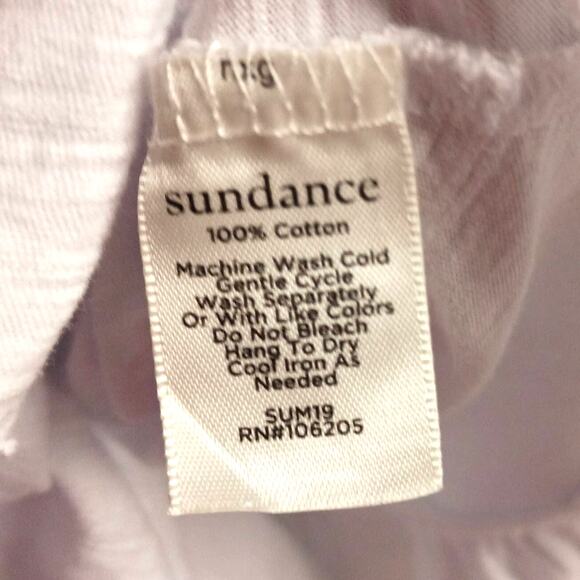 sundance
100% Cotton
Machine Wash Cold
Gentle Cycle
Wash Separately
Or With Like Colors
Do Not Bleach
Hang To Dry
Cool Iron As
Needed
SUM19
RN#106205